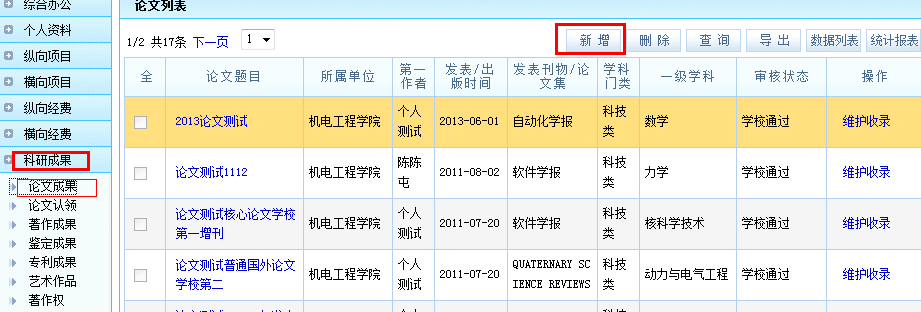 综合办公
个人资料
纵向项目
横向项目
纵向经费
横向经费
科研成果
论文成果
论文认领
著作成果
鉴定成果
专利成果
艺术作品
著作权
论文列表
1/2 共17条 下一页 1
新 增 删 除 查 询 导 出 数据列表 统计报表
全 论文题目 所属单位 第一作者 发表/出版时间 发表刊物/论文集 学科门类 一级学科 审核状态 操作
2013论文测试 机电工程学院 个人测试 2013-06-01 自动化学报 科技类 数学 学校通过 维护收录
论文测试1112 机电工程学院 陈陈屯 2011-08-02 软件学报 科技类 力学 学校通过 维护收录
论文测试核心论文学校第一增刊 机电工程学院 个人测试 2011-07-20 软件学报 科技类 核科学技术 学校通过 维护收录
论文测试普通国外论文学校第二 机电工程学院 个人测试 2011-07-20 QUATERNARY SCIENCE REVIEWS 科技类 动力与电气工程 学校通过 维护收录